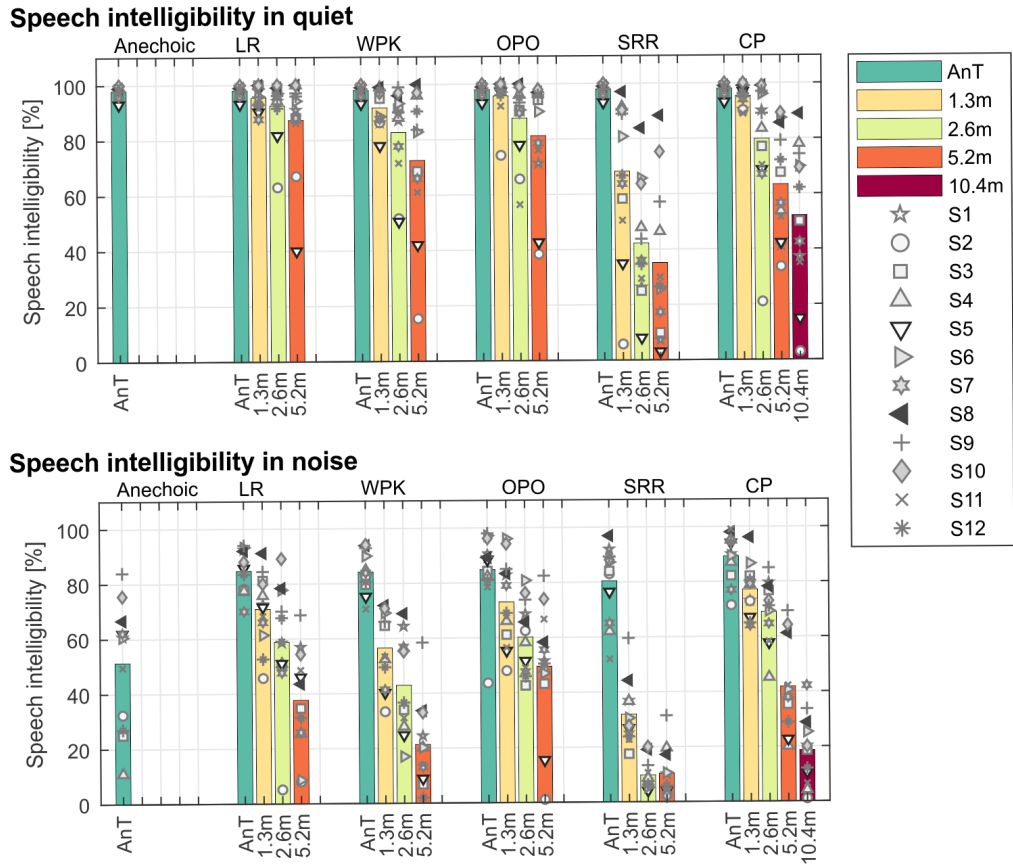 Speech intelligibility in quiet
Anechoic LR WPK OPO SRR CP
Speech intelligibility [%]
100
80
60
40
20
0
AnT AnT 1.3m 2.6m 5.2m AnT 1.3m 2.6m 5.2m AnT 1.3m 2.6m 5.2m AnT 1.3m 2.6m 5.2m AnT 1.3m 2.6m 5.2m 10.4m
AnT
1.3m
2.6m
5.2m
10.4m
S1
S2
S3
S4
S5
S6
S7
S8
S9
S10
S11
S12
Speech intelligibility in noise
Anechoic LR WPK OPO SRR CP
Speech intelligibility [%]
100
80
60
40
20
0
AnT AnT 1.3m 2.6m 5.2m AnT 1.3m 2.6m 5.2m AnT 1.3m 2.6m 5.2m AnT 1.3m 2.6m 5.2m AnT 1.3m 2.6m 5.2m 10.4m